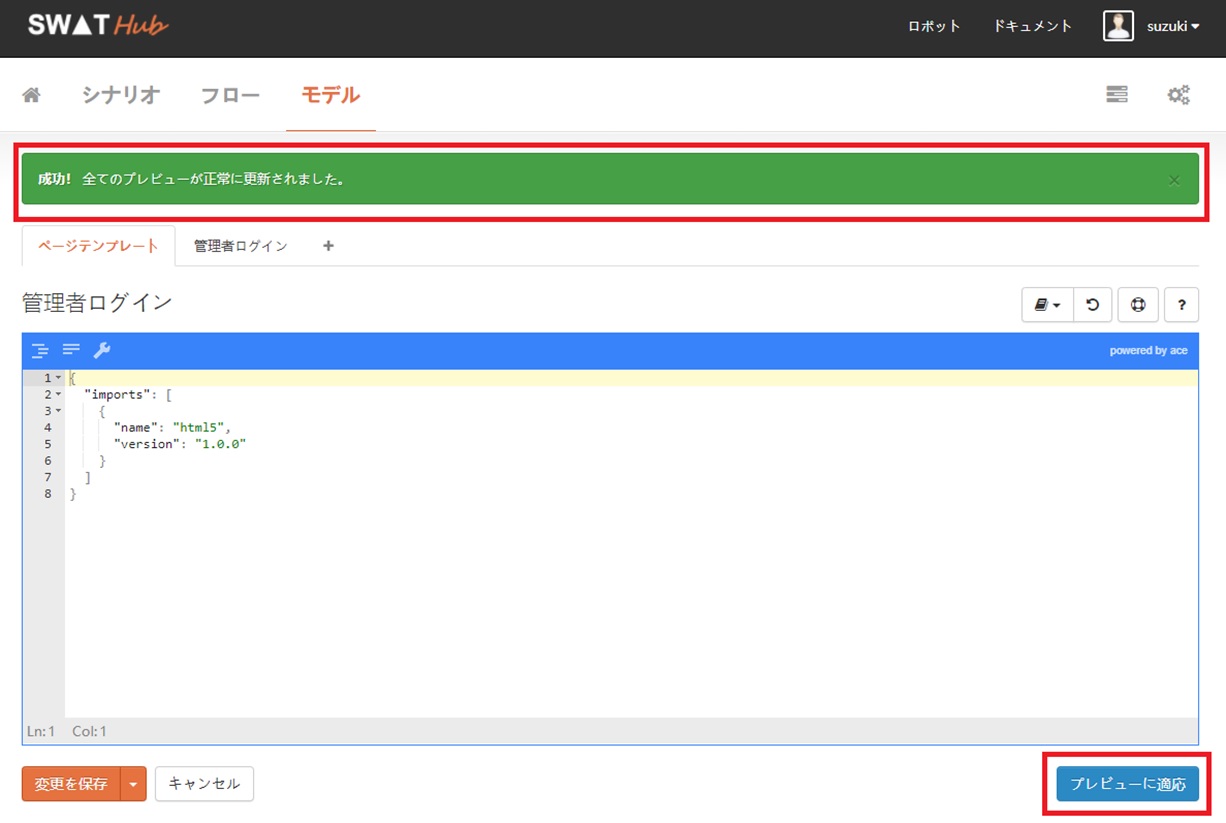 SWAT Hub
ロボット ドキュメント suzuki
シナリオ フロー モデル
成功! 全てのプレビューが正常に更新されました。 ×
ページテンプレート 管理者ログイン +
管理者ログイン
?
powered by ace
1 {
2 "imports": [
3 {
4 "name": "html5",
5 "version": "1.0.0"
6 }
7 ]
8 }
Ln: 1 Col: 1
変更を保存 キャンセル プレビューに適応